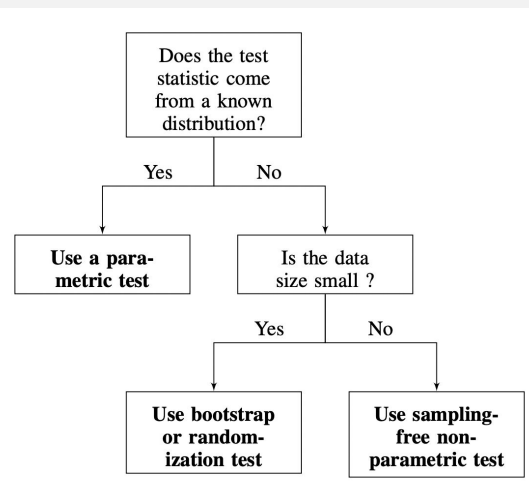 Does the test
statistic come
from a known
distribution?
Yes
No
Use a para-
metric test
Is the data
size small ?
Yes
No
Use bootstrap
or random-
ization test
Use sampling-
free non-
parametric test